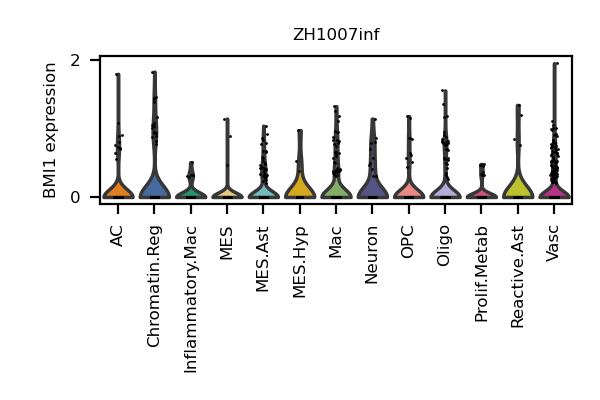 ZH1007inf
BMI1 expression
2
0
AC
Chromatin.Reg
Inflammatory.Mac
MES
MES.Ast
MES.Hyp
Mac
Neuron
OPC
Oligo
Prolif.Metab
Reactive.Ast
Vasc